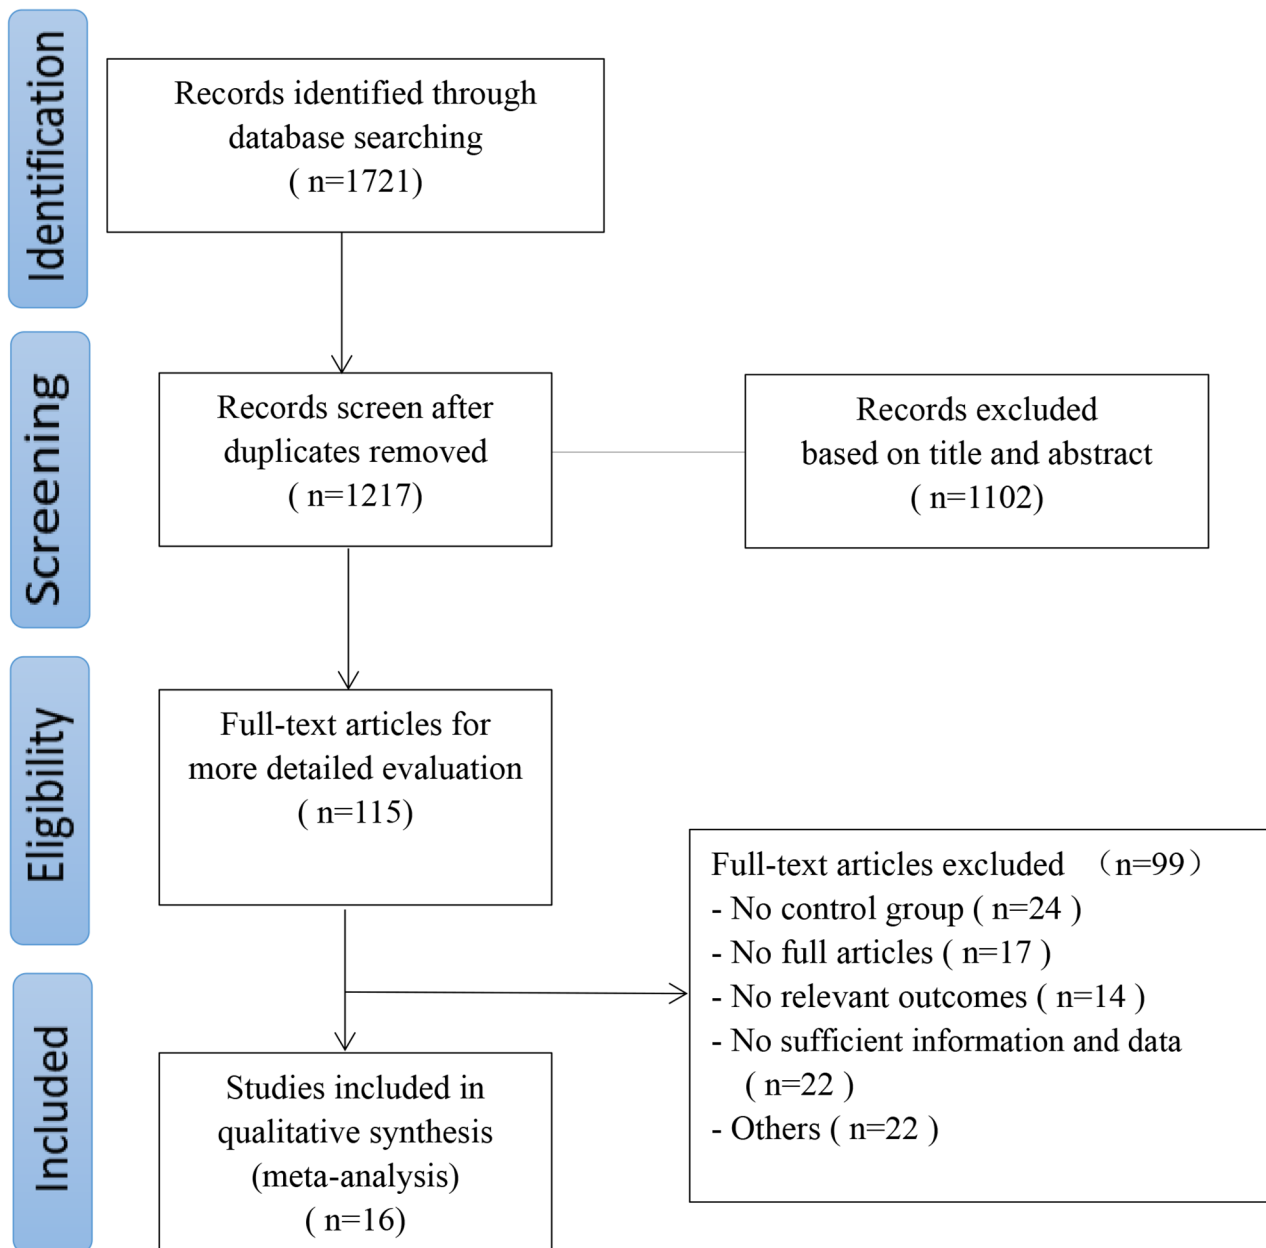 Identification
Records identified through
database searching
( n=1721)
Screening
Records screen after
duplicates removed
( n=1217)
Records excluded
based on title and abstract
( n=1102)
Eligibility
Full-text articles for
more detailed evaluation
( n=115)
Full-text articles excluded （n=99）
- No control group ( n=24 )
- No full articles ( n=17 )
- No relevant outcomes ( n=14 )
- No sufficient information and data
( n=22 )
- Others ( n=22 )
Included
Studies included in
qualitative synthesis
(meta-analysis)
( n=16)